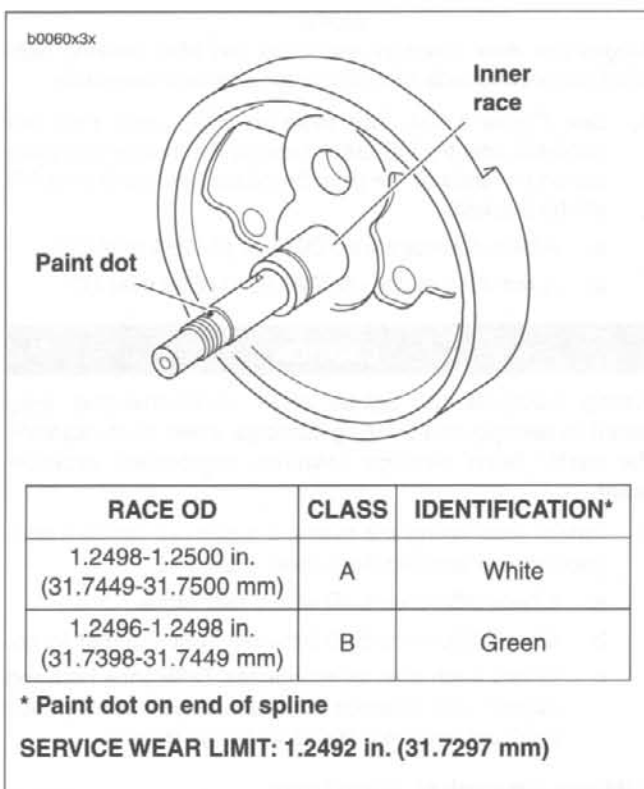 b0060x3x
Inner
race
Paint dot
RACE OD CLASS IDENTIFICATION*
1.2498-1.2500 in.
(31.7449-31.7500 mm) A White
1.2496-1.2498 in.
(31.7398-31.7449 mm) B Green
* Paint dot on end of spline
SERVICE WEAR LIMIT: 1.2492 in. (31.7297 mm)